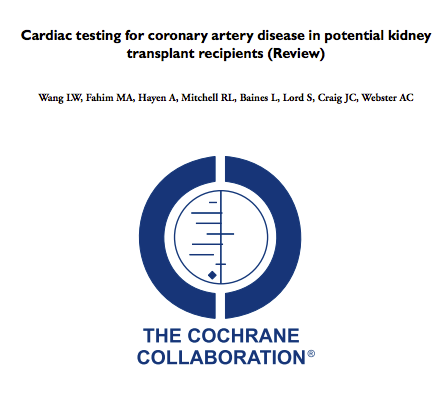 Cardiac testing for coronary artery disease in potential kidney
transplant recipients (Review)
Wang LW, Fahim MA, Hayen A, Mitchell RL, Baines L, Lord S, Craig JC, Webster AC
THE COCHRANE
COLLABORATION®